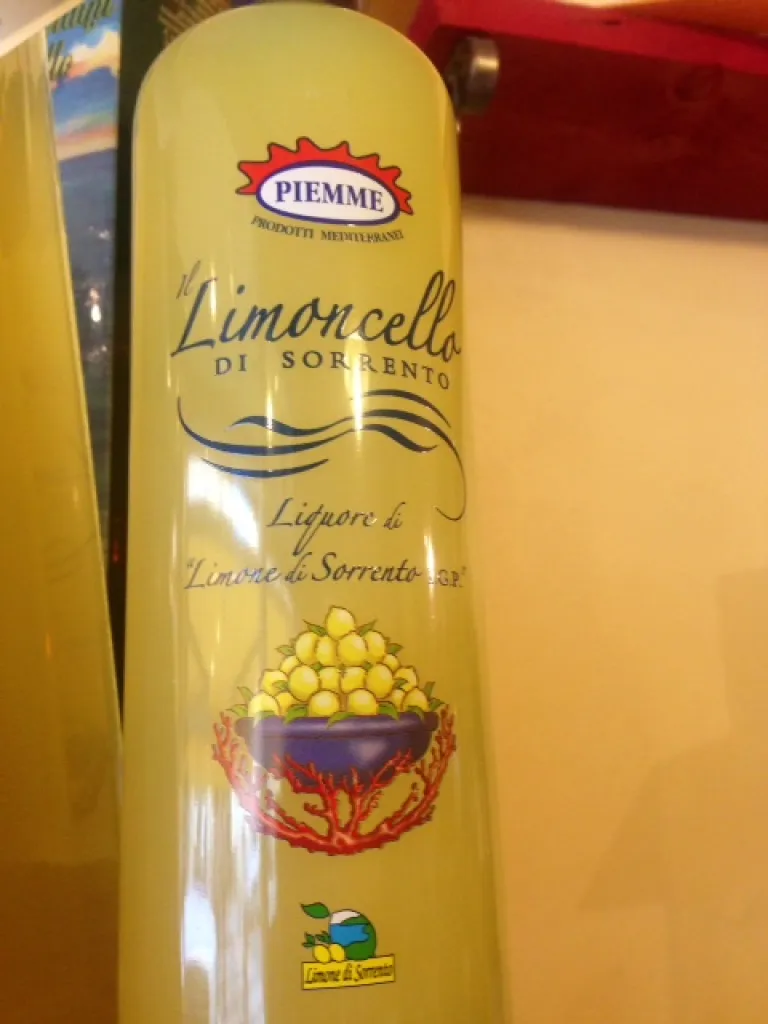 PIEMME
PRODOTTI MEDITERRANEI
Il
Limoncello
DI SORRENTO
Liquore di
"Limone di Sorrento I.G.P."
Limone di Sorrento